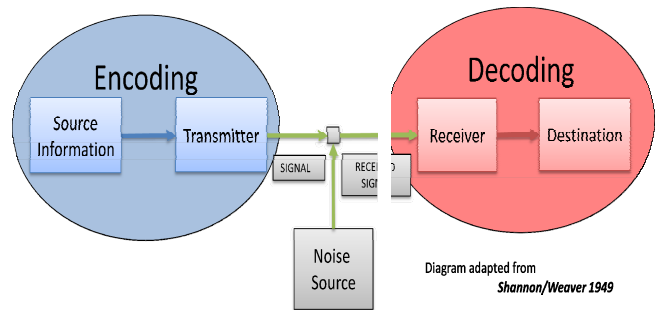 Encoding
Decoding
Source
Information
Transmitter
Receiver
Destination
SIGNAL
Noise
Source
Diagram adapted from
Shannon/Weaver 1949